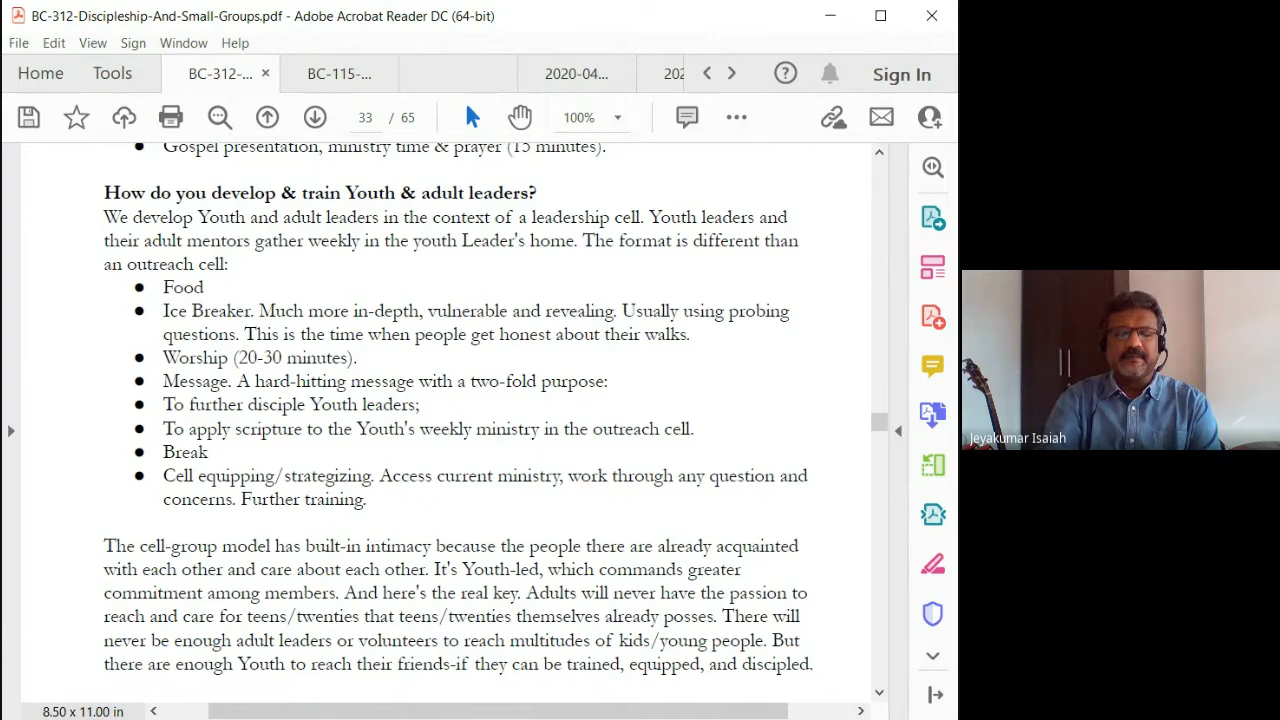 BC-312-Discipleship-And-Small-Groups.pdf - Adobe Acrobat Reader DC (64-bit)
File Edit View Sign Window Help
Home Tools BC-312-... × BC-115-... 2020-04... 202 Sign In
33 / 65 100%
Gospel presentation, ministry time & prayer (15 minutes).
How do you develop & train Youth & adult leaders?
We develop Youth and adult leaders in the context of a leadership cell. Youth leaders and
their adult mentors gather weekly in the youth Leader's home. The format is different than
an outreach cell:
● Food
● Ice Breaker. Much more in-depth, vulnerable and revealing. Usually using probing
questions. This is the time when people get honest about their walks.
● Worship (20-30 minutes).
● Message. A hard-hitting message with a two-fold purpose:
● To further disciple Youth leaders;
● To apply scripture to the Youth's weekly ministry in the outreach cell.
● Break
● Cell equipping/strategizing. Access current ministry, work through any question and
concerns. Further training.
The cell-group model has built-in intimacy because the people there are already acquainted
with each other and care about each other. It's Youth-led, which commands greater
commitment among members. And here's the real key. Adults will never have the passion to
reach and care for teens/twenties that teens/twenties themselves already posses. There will
never be enough adult leaders or volunteers to reach multitudes of kids/young people. But
there are enough Youth to reach their friends-if they can be trained, equipped, and discipled.
8.50 x 11.00 in
Jeyakumar Isaiah